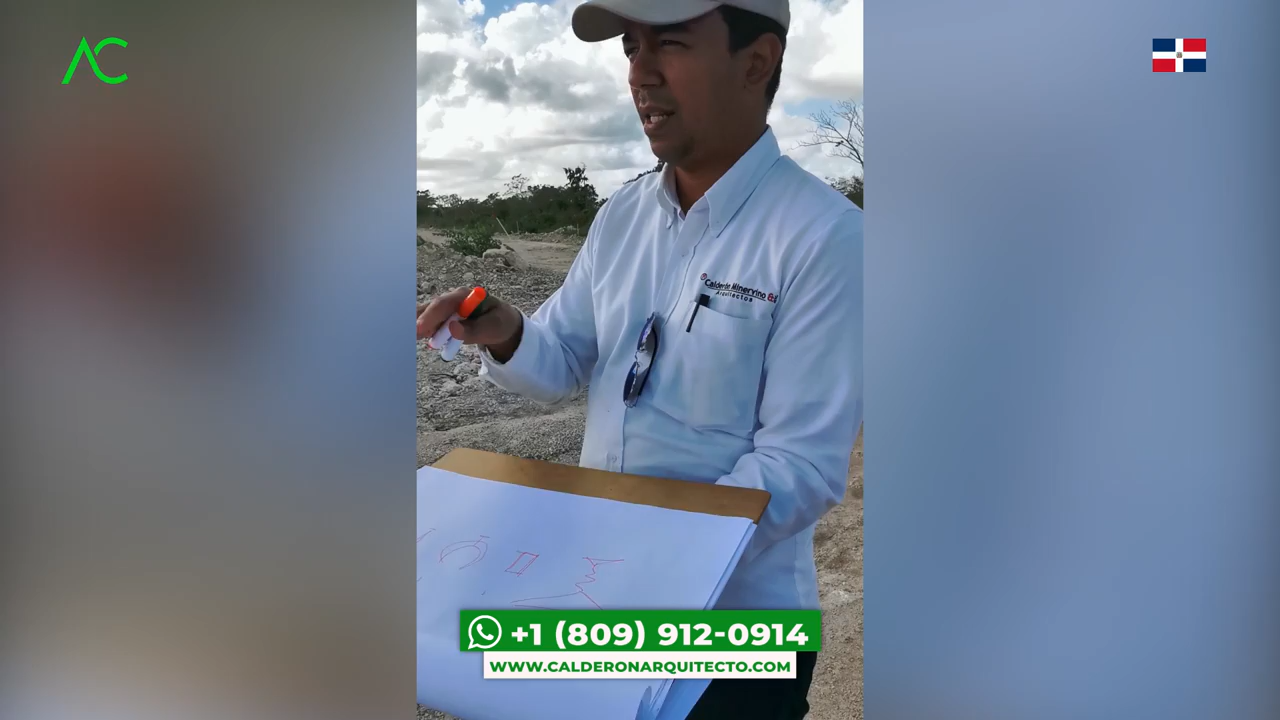 AC
Calderón Minervino &
Arquitectos
+1 (809) 912-0914
WWW.CALDERONARQUITECTO.COM